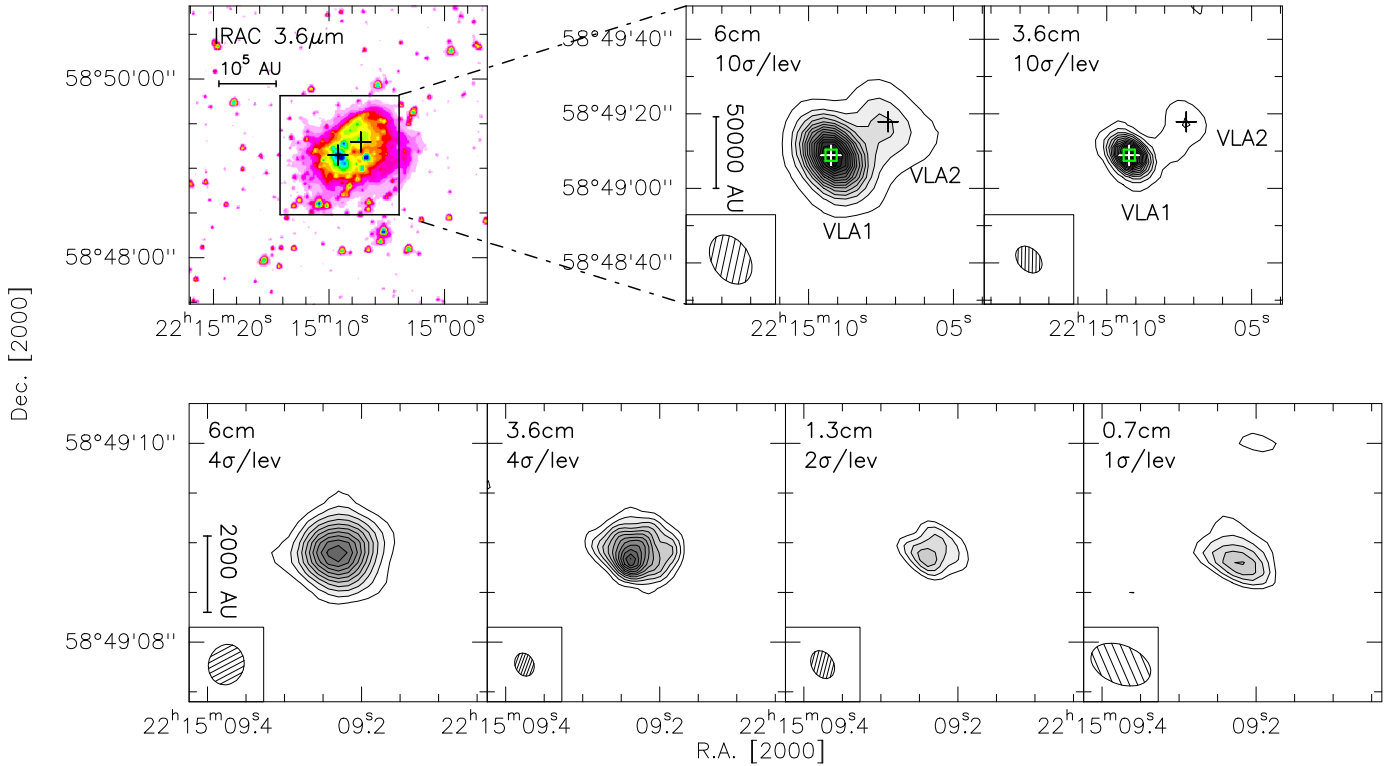 IRAC 3.6μm
10⁵ AU
58°50'00''
58°48'00''
22ʰ15ᵐ20ˢ 15ᵐ10ˢ 15ᵐ00ˢ
6cm
10σ/lev
58°49'40''
58°49'20''
58°49'00''
58°48'40''
50000 AU
VLA2
VLA1
22ʰ15ᵐ10ˢ 05ˢ
3.6cm
10σ/lev
VLA2
VLA1
22ʰ15ᵐ10ˢ 05ˢ
Dec. [2000]
6cm
4σ/lev
58°49'10''
58°49'08''
2000 AU
22ʰ15ᵐ09ˢ.4 09ˢ.2
3.6cm
4σ/lev
22ʰ15ᵐ09ˢ.4 09ˢ.2
1.3cm
2σ/lev
22ʰ15ᵐ09ˢ.4 09ˢ.2
0.7cm
1σ/lev
22ʰ15ᵐ09ˢ.4 09ˢ.2
R.A. [2000]